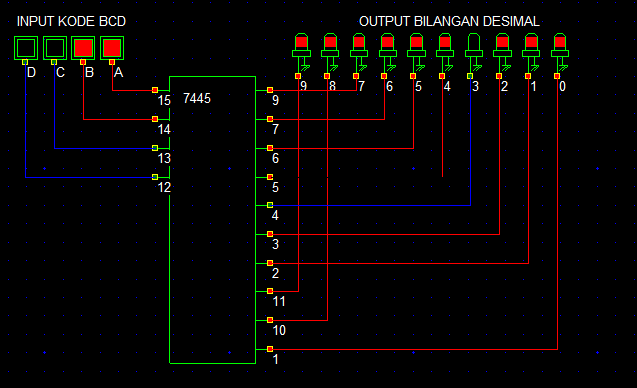 INPUT KODE BCD
OUTPUT BILANGAN DESIMAL
D C B A
9 8 7 6 5 4 3 2 1 0
7445
15 9
14 7
13 6
12 5
4
3
2
11
10
1